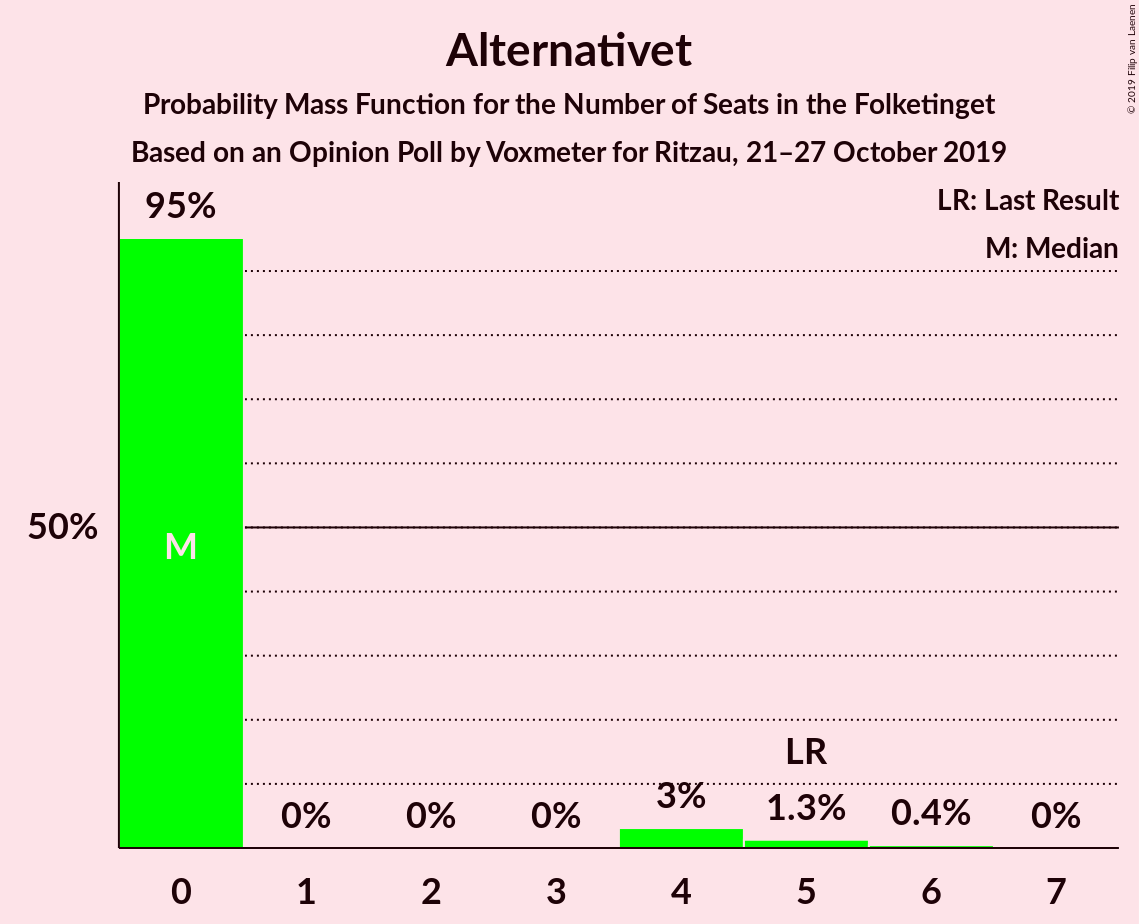 Alternativet
Probability Mass Function for the Number of Seats in the Folketinget
Based on an Opinion Poll by Voxmeter for Ritzau, 21–27 October 2019
© 2019 Filip van Laenen
LR: Last Result
M: Median
95%
50%
M
LR
0%
0%
0%
3%
1.3%
0.4%
0%
0
1
2
3
4
5
6
7